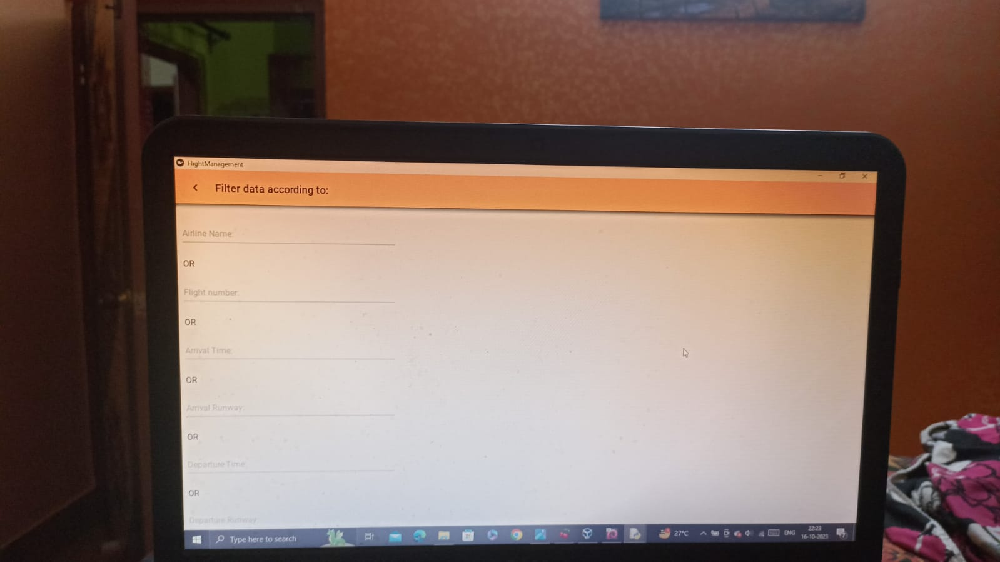 FlightManagement
Filter data according to:
Airline Name:
OR
Flight number:
OR
Arrival Time:
OR
Arrival Runway:
OR
Departure Time:
OR
Departure Runway:
Type here to search
27°C
ENG
22:23
16-10-2023